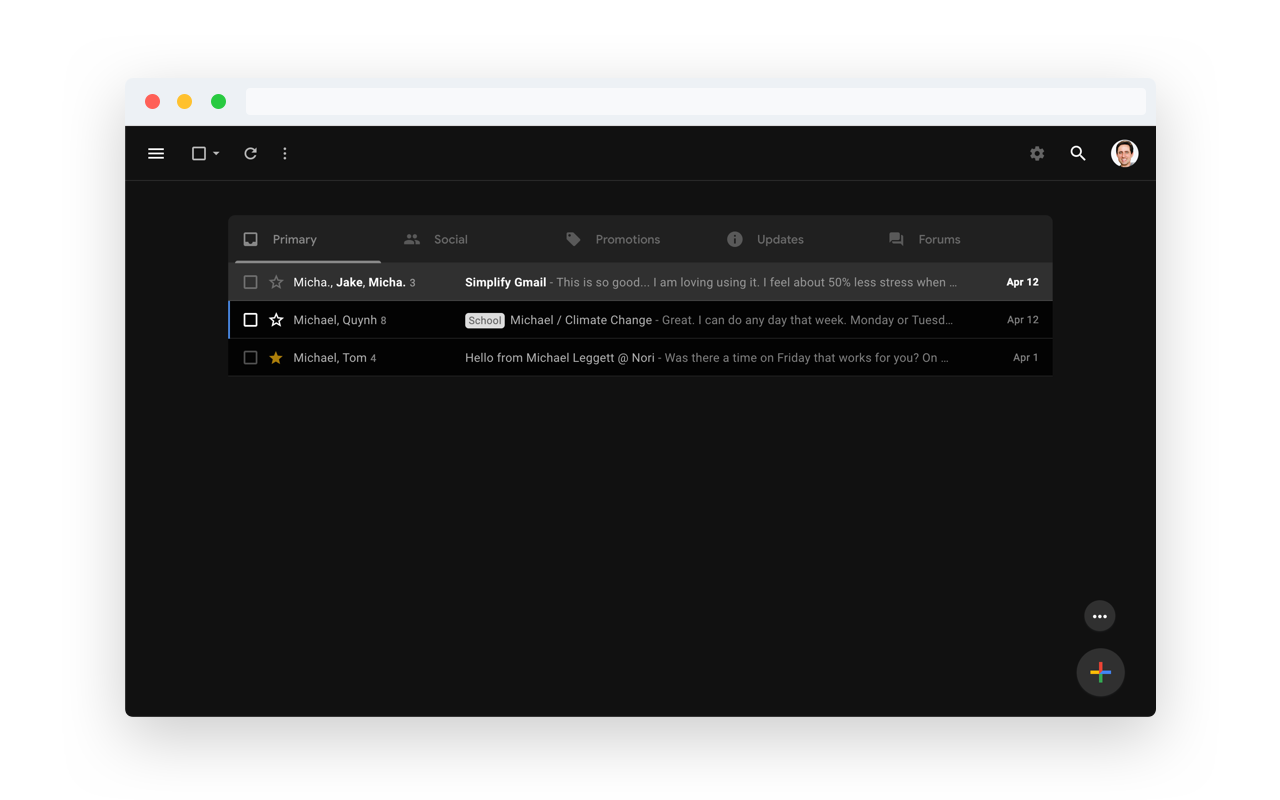 Primary Social Promotions Updates Forums
Micha., Jake, Micha. 3 Simplify Gmail - This is so good... I am loving using it. I feel about 50% less stress when … Apr 12
Michael, Quynh 8 School Michael / Climate Change - Great. I can do any day that week. Monday or Tuesd… Apr 12
Michael, Tom 4 Hello from Michael Leggett @ Nori - Was there a time on Friday that works for you? On … Apr 1